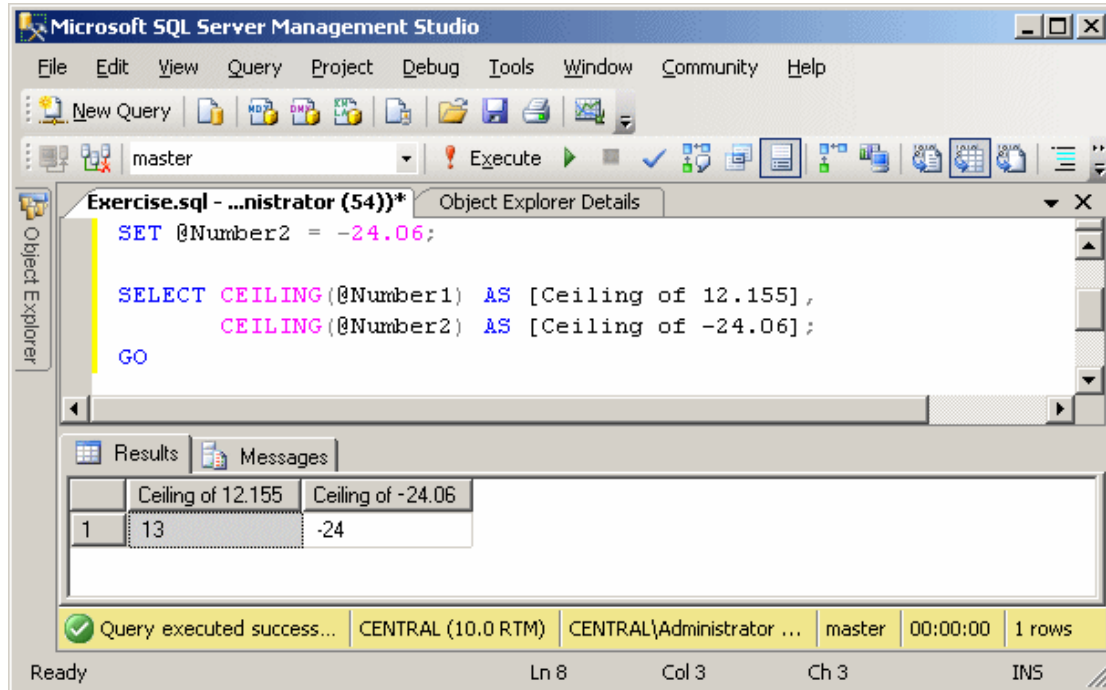 Microsoft SQL Server Management Studio
File Edit View Query Project Debug Tools Window Community Help
New Query
master Execute
Exercise.sql - ...nistrator (54))* Object Explorer Details
Object Explorer
SET @Number2 = -24.06;
SELECT CEILING(@Number1) AS [Ceiling of 12.155],
CEILING(@Number2) AS [Ceiling of -24.06];
GO
Results Messages
Ceiling of 12.155 Ceiling of -24.06
1 13 -24
Query executed success... CENTRAL (10.0 RTM) CENTRAL\Administrator ... master 00:00:00 1 rows
Ready Ln 8 Col 3 Ch 3 INS